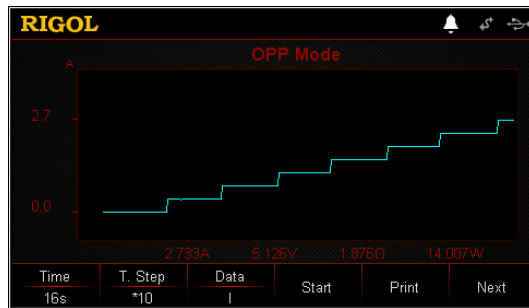 RIGOL
OPP Mode
A
2.7
0.0
2.733A 5.126V 1.876Ω 14.007W
Time T. Step Data Start Print Next
16s *10 I